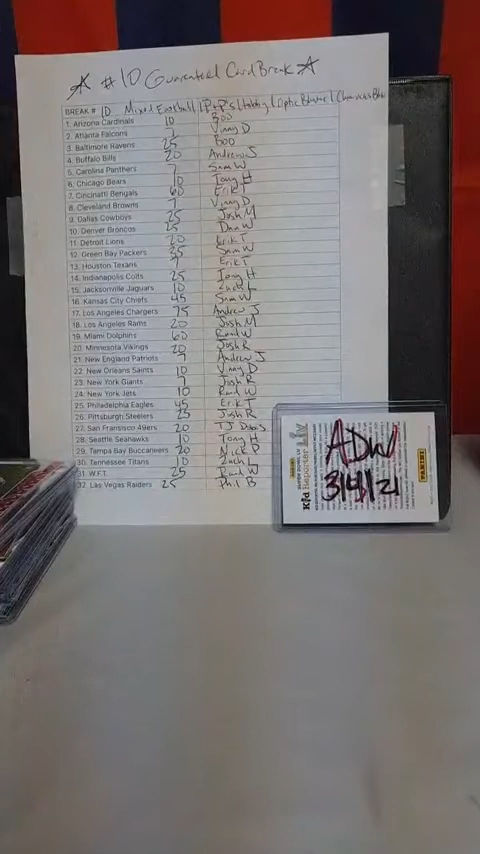 #10 Guaranteed Card Break
BREAK # 10 Mixed Football
1. Arizona Cardinals 10 Boo
2. Atlanta Falcons 7 Vinny D
3. Baltimore Ravens 25 Boo
4. Buffalo Bills 20 Andrew J
5. Carolina Panthers 7 Sam W
6. Chicago Bears 10 Tony H
7. Cincinnati Bengals 60 Erik T
8. Cleveland Browns 7 Vinny D
9. Dallas Cowboys 25 Josh M
10. Denver Broncos 25 Dan W
11. Detroit Lions 20 Erik T
12. Green Bay Packers 35 Sam W
13. Houston Texans 7 Erik T
14. Indianapolis Colts 25 Tony H
15. Jacksonville Jaguars 10 Zach L
16. Kansas City Chiefs 45 Sam W
17. Los Angeles Chargers 75 Andrew J
18. Los Angeles Rams 20 Josh M
19. Miami Dolphins 60 Rand W
20. Minnesota Vikings 20 Josh R
21. New England Patriots 9 Andrew J
22. New Orleans Saints 10 Vinny D
23. New York Giants 7 Josh R
24. New York Jets 10 Rand W
25. Philadelphia Eagles 45 Erik T
26. Pittsburgh Steelers 25 Josh R
27. San Fransisco 49ers 20 TJ
28. Seattle Seahawks 10 Tony H
29. Tampa Bay Buccaneers 20 Nick D
30. Tennessee Titans 10 Zach L
31. W.F.T. 25 W
32. Las Vegas Raiders 25 Phil B
ADW
3/4/21
SUPER BOWL LIV
Kid Reporter
PANINI